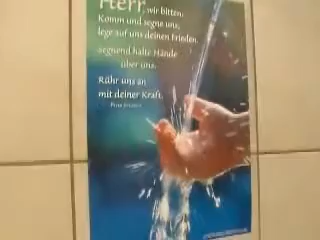 Herr, wir bitten,
Komm und segne uns,
lege auf uns deinen Frieden.
segnend halte Hände
über uns.
Rühr uns an
mit deiner Kraft.